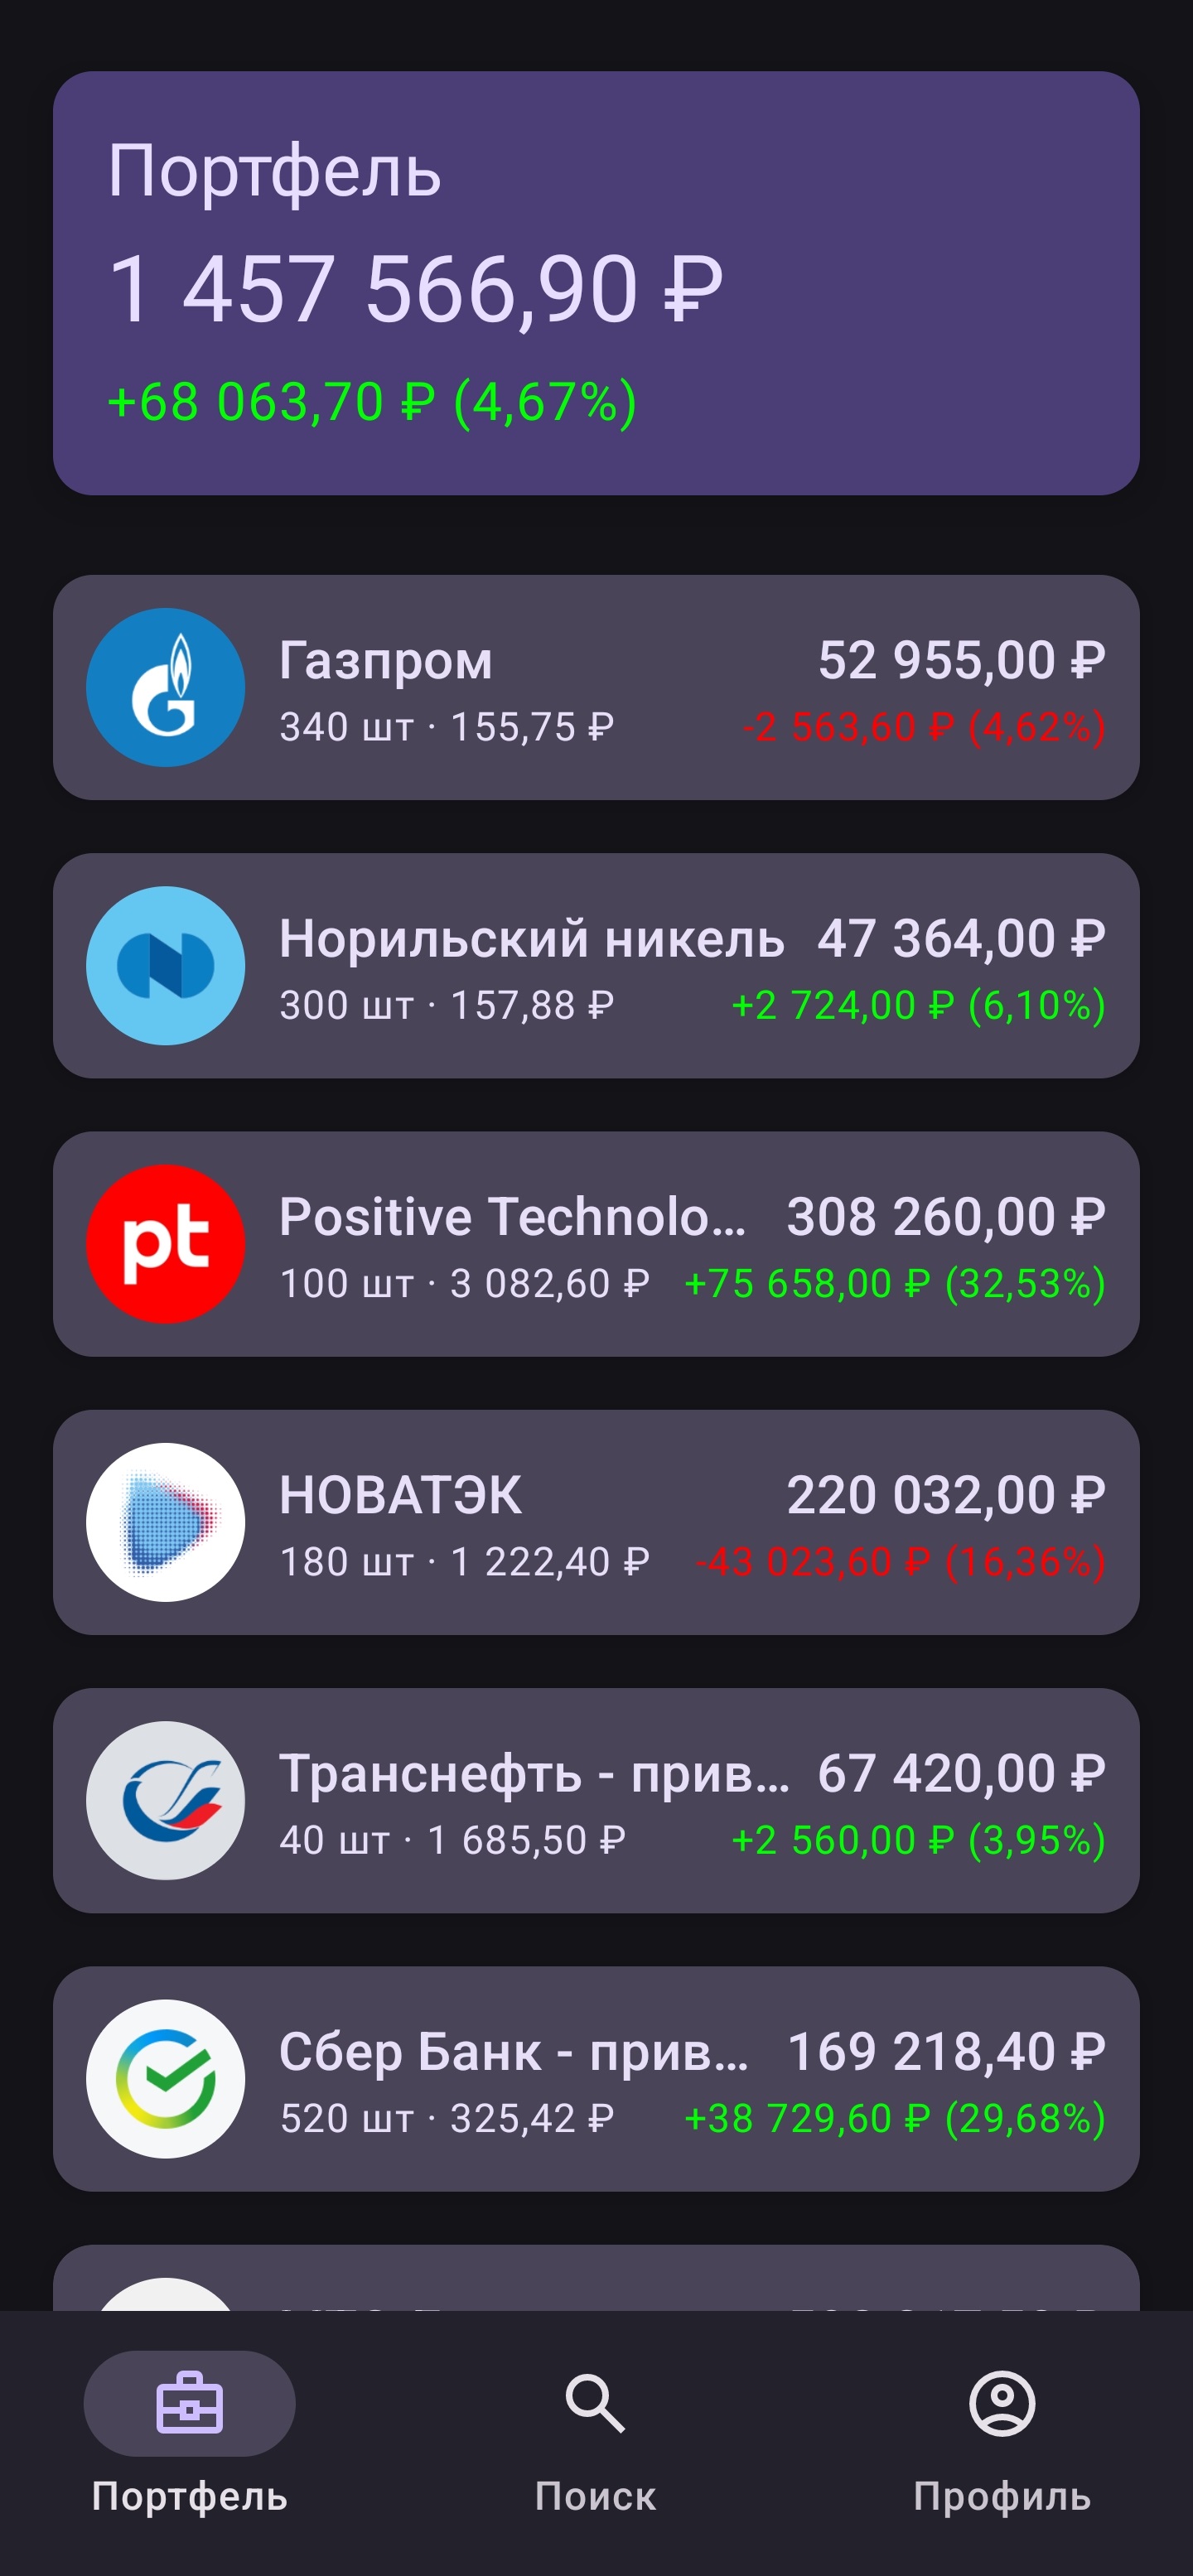 Портфель
1 457 566,90 ₽
+68 063,70 ₽ (4,67%)
Газпром 52 955,00 ₽
340 шт · 155,75 ₽ -2 563,60 ₽ (4,62%)
Норильский никель 47 364,00 ₽
300 шт · 157,88 ₽ +2 724,00 ₽ (6,10%)
pt
Positive Technolo... 308 260,00 ₽
100 шт · 3 082,60 ₽ +75 658,00 ₽ (32,53%)
НОВАТЭК 220 032,00 ₽
180 шт · 1 222,40 ₽ -43 023,60 ₽ (16,36%)
Транснефть - прив... 67 420,00 ₽
40 шт · 1 685,50 ₽ +2 560,00 ₽ (3,95%)
Сбер Банк - прив... 169 218,40 ₽
520 шт · 325,42 ₽ +38 729,60 ₽ (29,68%)
Портфель Поиск Профиль